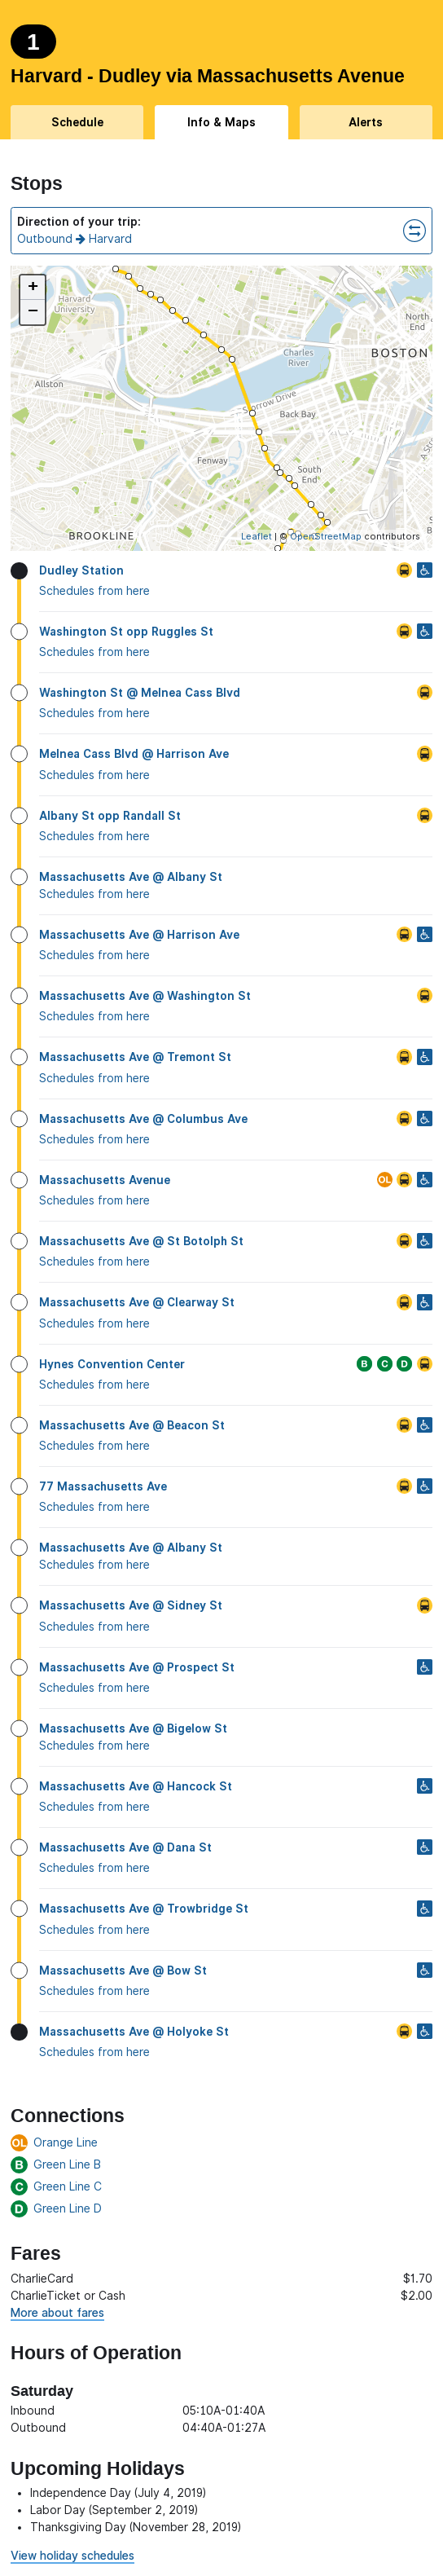 1
Harvard - Dudley via Massachusetts Avenue
Schedule
Info & Maps
Alerts
Stops
Direction of your trip:
Outbound Harvard
+
−
Harvard
University
North
End
BOSTON
Charles
River
Allston
Storrow Drive
Back Bay
Fenway
South
End
BROOKLINE
Leaflet | © OpenStreetMap contributors
Dudley Station
Schedules from here
Washington St opp Ruggles St
Schedules from here
Washington St @ Melnea Cass Blvd
Schedules from here
Melnea Cass Blvd @ Harrison Ave
Schedules from here
Albany St opp Randall St
Schedules from here
Massachusetts Ave @ Albany St
Schedules from here
Massachusetts Ave @ Harrison Ave
Schedules from here
Massachusetts Ave @ Washington St
Schedules from here
Massachusetts Ave @ Tremont St
Schedules from here
Massachusetts Ave @ Columbus Ave
Schedules from here
Massachusetts Avenue OL
Schedules from here
Massachusetts Ave @ St Botolph St
Schedules from here
Massachusetts Ave @ Clearway St
Schedules from here
Hynes Convention Center B C D
Schedules from here
Massachusetts Ave @ Beacon St
Schedules from here
77 Massachusetts Ave
Schedules from here
Massachusetts Ave @ Albany St
Schedules from here
Massachusetts Ave @ Sidney St
Schedules from here
Massachusetts Ave @ Prospect St
Schedules from here
Massachusetts Ave @ Bigelow St
Schedules from here
Massachusetts Ave @ Hancock St
Schedules from here
Massachusetts Ave @ Dana St
Schedules from here
Massachusetts Ave @ Trowbridge St
Schedules from here
Massachusetts Ave @ Bow St
Schedules from here
Massachusetts Ave @ Holyoke St
Schedules from here
Connections
OL Orange Line
B Green Line B
C Green Line C
D Green Line D
Fares
CharlieCard $1.70
CharlieTicket or Cash $2.00
More about fares
Hours of Operation
Saturday
Inbound 05:10A-01:40A
Outbound 04:40A-01:27A
Upcoming Holidays
• Independence Day (July 4, 2019)
• Labor Day (September 2, 2019)
• Thanksgiving Day (November 28, 2019)
View holiday schedules